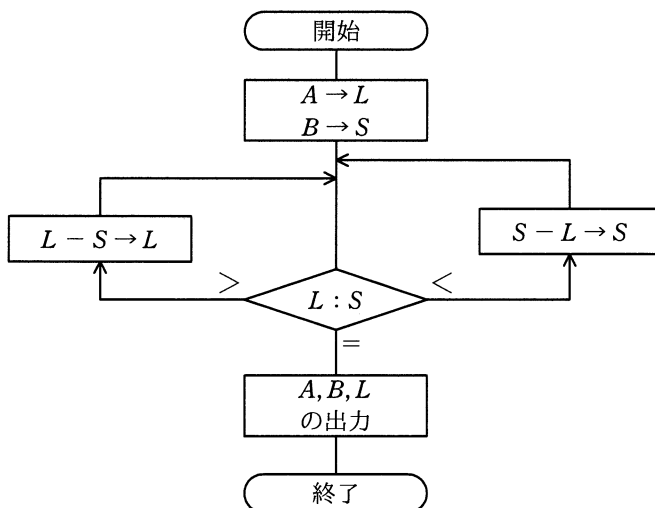 開始
A → L
B → S
L − S → L
S − L → S
>
L : S
<
=
A, B, L
の出力
終了